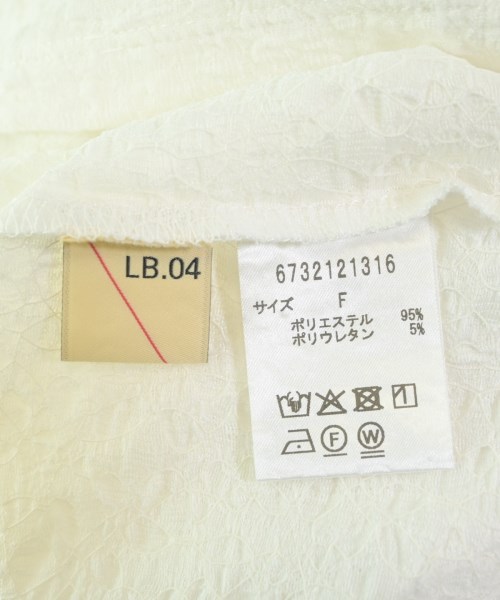 LB.04
6732121316
サイズ F
ポリエステル 95%
ポリウレタン 5%
F W